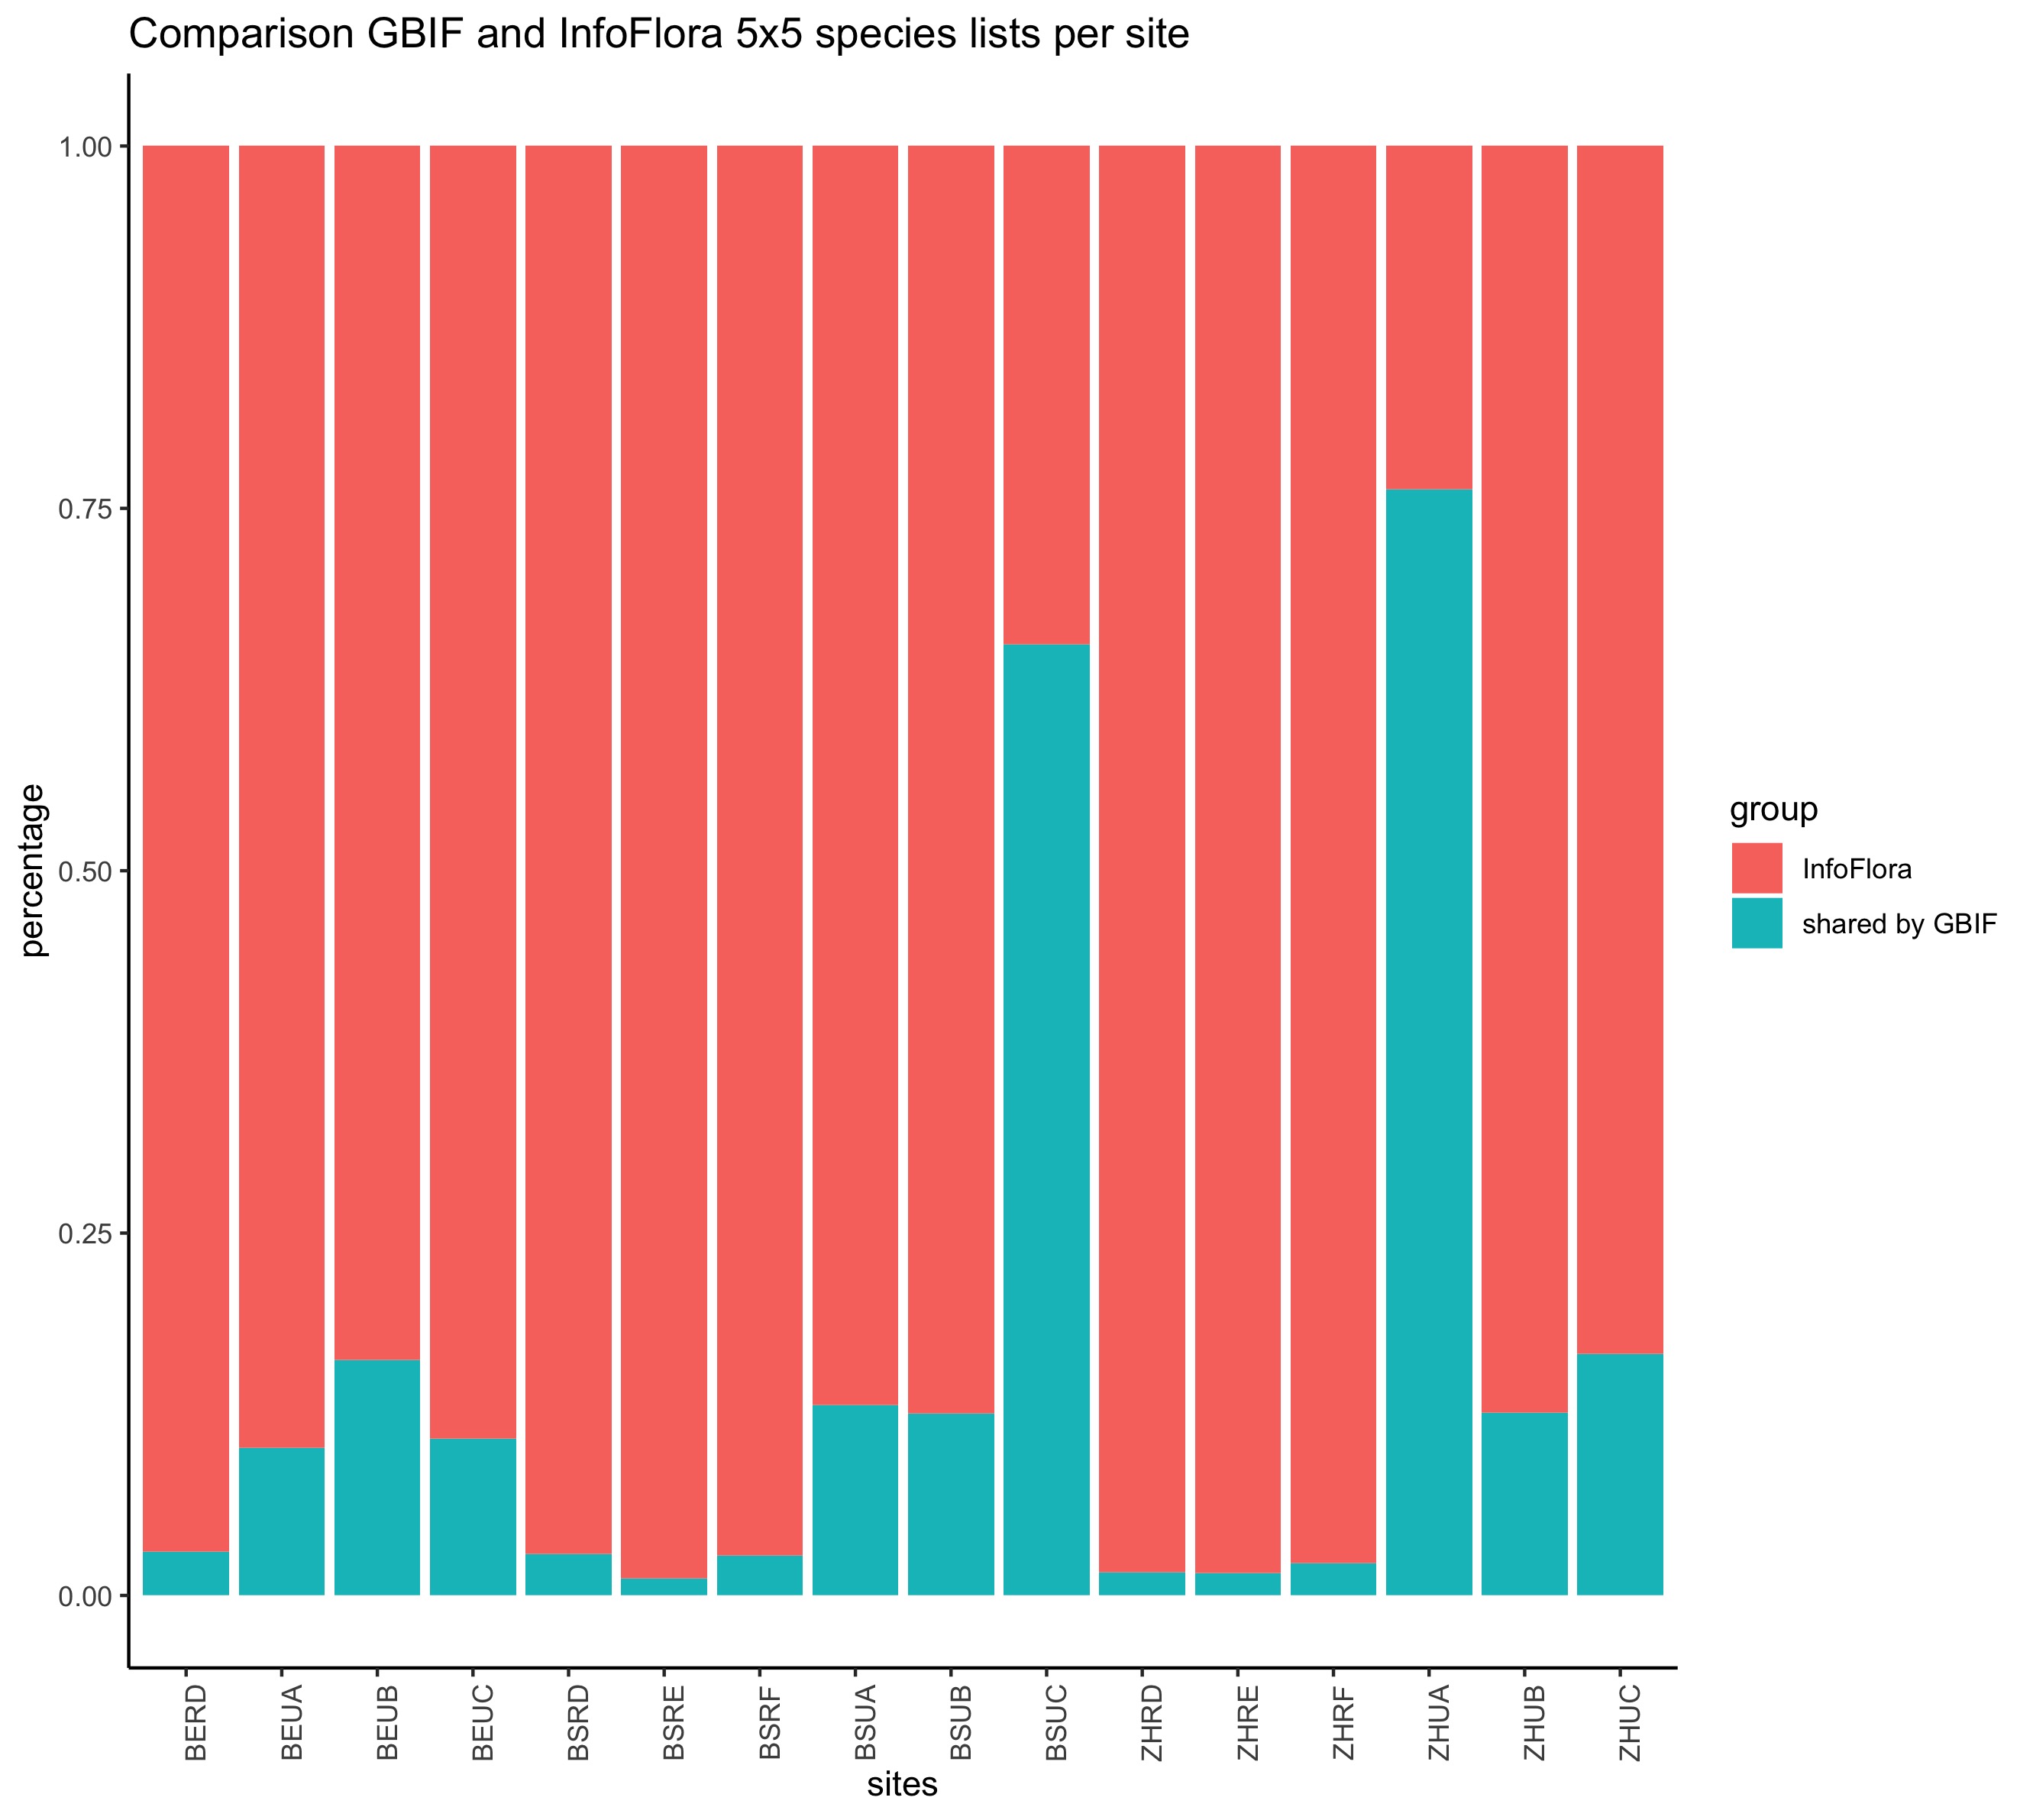 Comparison GBIF and InfoFlora 5x5 species lists per site
percentage
1.00
0.75
0.50
0.25
0.00
BERD
BEUA
BEUB
BEUC
BSRD
BSRE
BSRF
BSUA
BSUB
BSUC
ZHRD
ZHRE
ZHRF
ZHUA
ZHUB
ZHUC
sites
group
InfoFlora
shared by GBIF